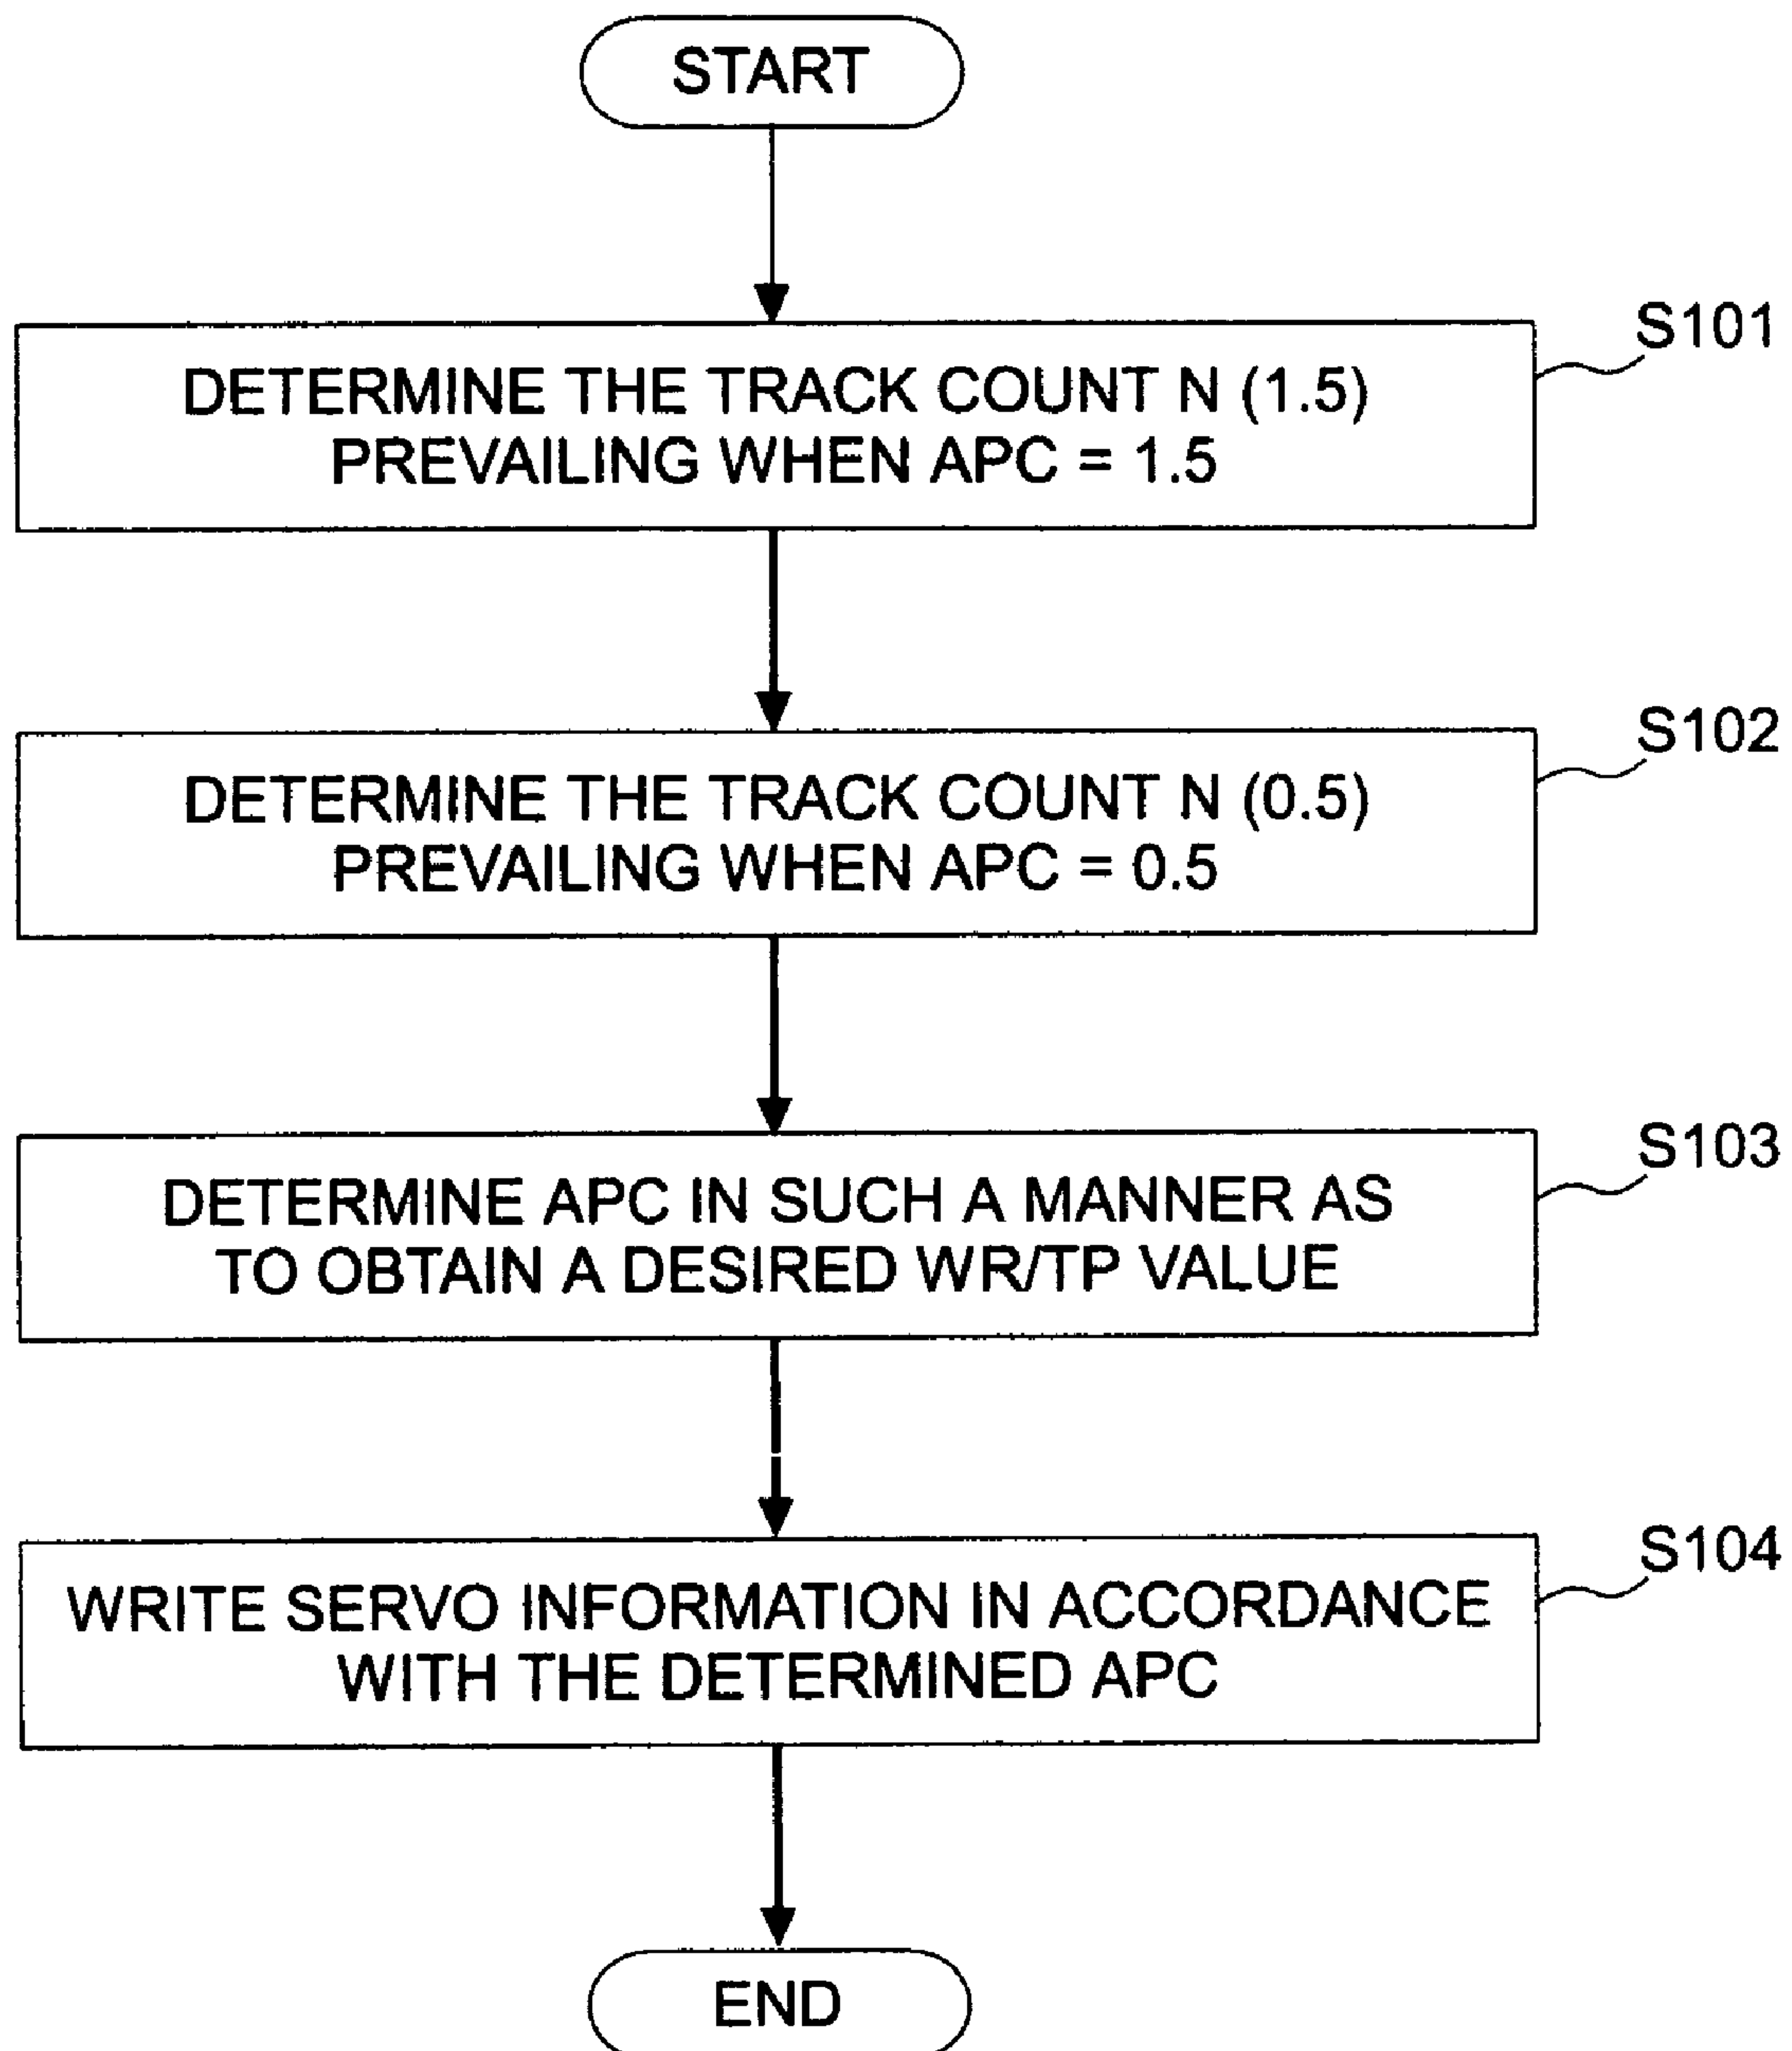 START
S101
DETERMINE THE TRACK COUNT N (1.5)
PREVAILING WHEN APC = 1.5
S102
DETERMINE THE TRACK COUNT N (0.5)
PREVAILING WHEN APC = 0.5
S103
DETERMINE APC IN SUCH A MANNER AS
TO OBTAIN A DESIRED WR/TP VALUE
S104
WRITE SERVO INFORMATION IN ACCORDANCE
WITH THE DETERMINED APC
END